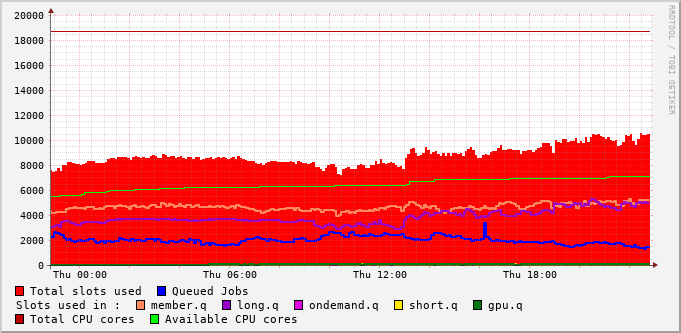 20000
18000
16000
14000
12000
10000
8000
6000
4000
2000
0
Thu 00:00 Thu 06:00 Thu 12:00 Thu 18:00
Total slots used Queued Jobs
Slots used in : member.q long.q ondemand.q short.q gpu.q
Total CPU cores Available CPU cores
RRDTOOL / TOBI OETIKER